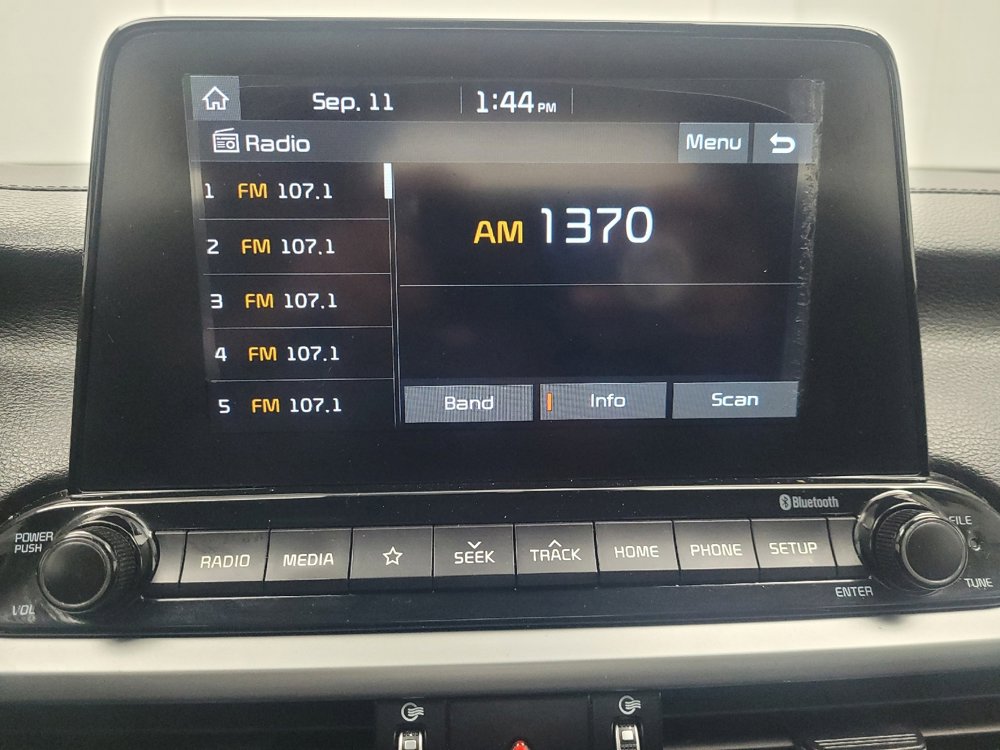 Sep. 11 1:44 PM
Radio Menu
1 FM 107.1
AM 1370
2 FM 107.1
3 FM 107.1
4 FM 107.1
5 FM 107.1
Band Info Scan
Bluetooth
POWER PUSH
FILE
RADIO MEDIA SEEK TRACK HOME PHONE SETUP
VOL
ENTER
TUNE